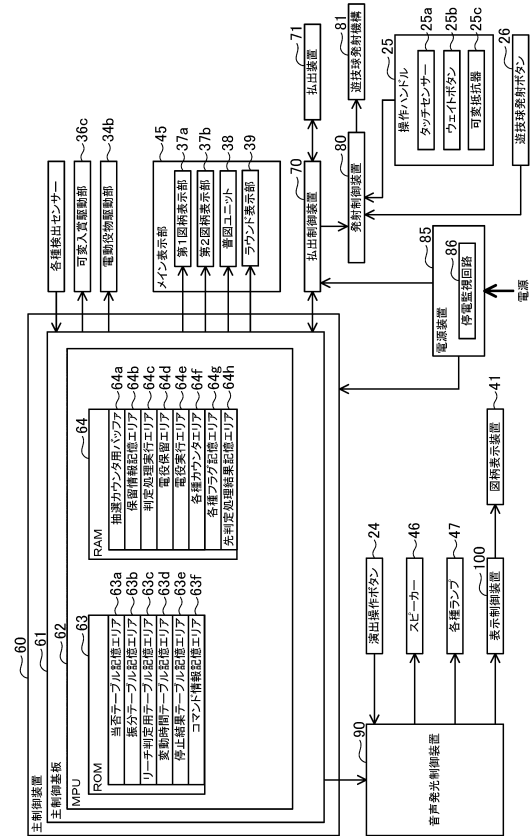 主制御装置
60
主制御基板
61
MPU
62
ROM
63
当否テーブル記憶エリア
63a
振分テーブル記憶エリア
63b
リーチ判定用テーブル記憶エリア
63c
変動時間テーブル記憶エリア
63d
停止結果テーブル記憶エリア
63e
コマンド情報記憶エリア
63f
RAM
64
抽選カウンタ用バッファ
64a
保留情報記憶エリア
64b
判定処理実行エリア
64c
電役保留エリア
64d
電役実行エリア
64e
各種カウンタエリア
64f
各種フラグ記憶エリア
64g
先判定処理結果記憶エリア
64h
各種検出センサー
可変入賞駆動部
36c
電動役物駆動部
34b
メイン表示部
45
第1図柄表示部
37a
第2図柄表示部
37b
普図ユニット
38
ラウンド表示部
39
払出制御装置
70
払出装置
71
発射制御装置
80
遊技球発射機構
81
操作ハンドル
25
タッチセンサー
25a
ウェイトボタン
25b
可変抵抗器
25c
遊技球発射ボタン
26
電源装置
85
停電監視回路
86
電源
音声発光制御装置
90
演出操作ボタン
24
スピーカー
46
各種ランプ
47
表示制御装置
100
図柄表示装置
41